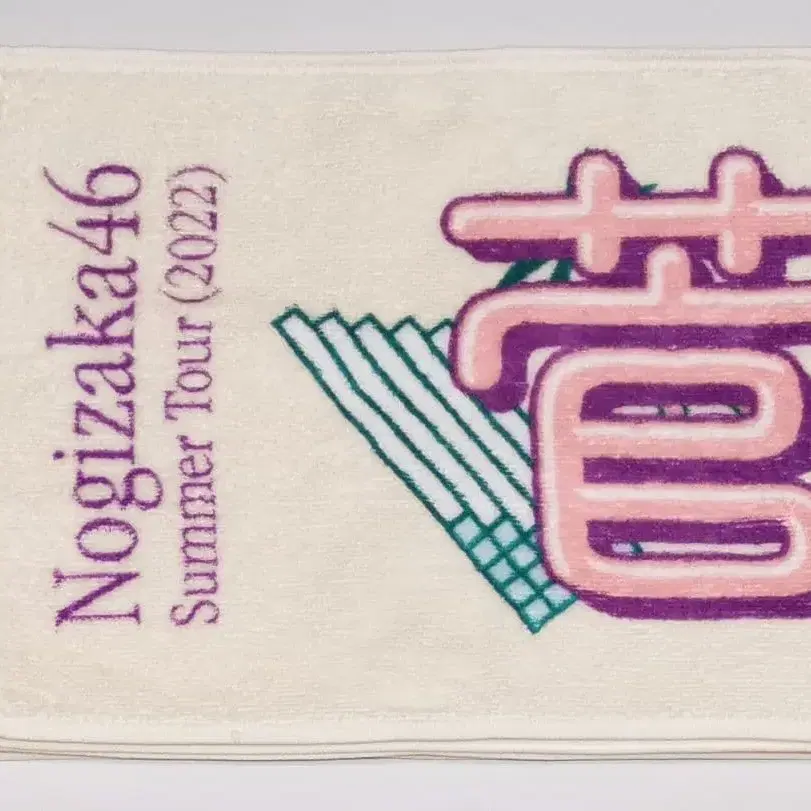 Nogizaka46
Summer Tour (2022)
菅